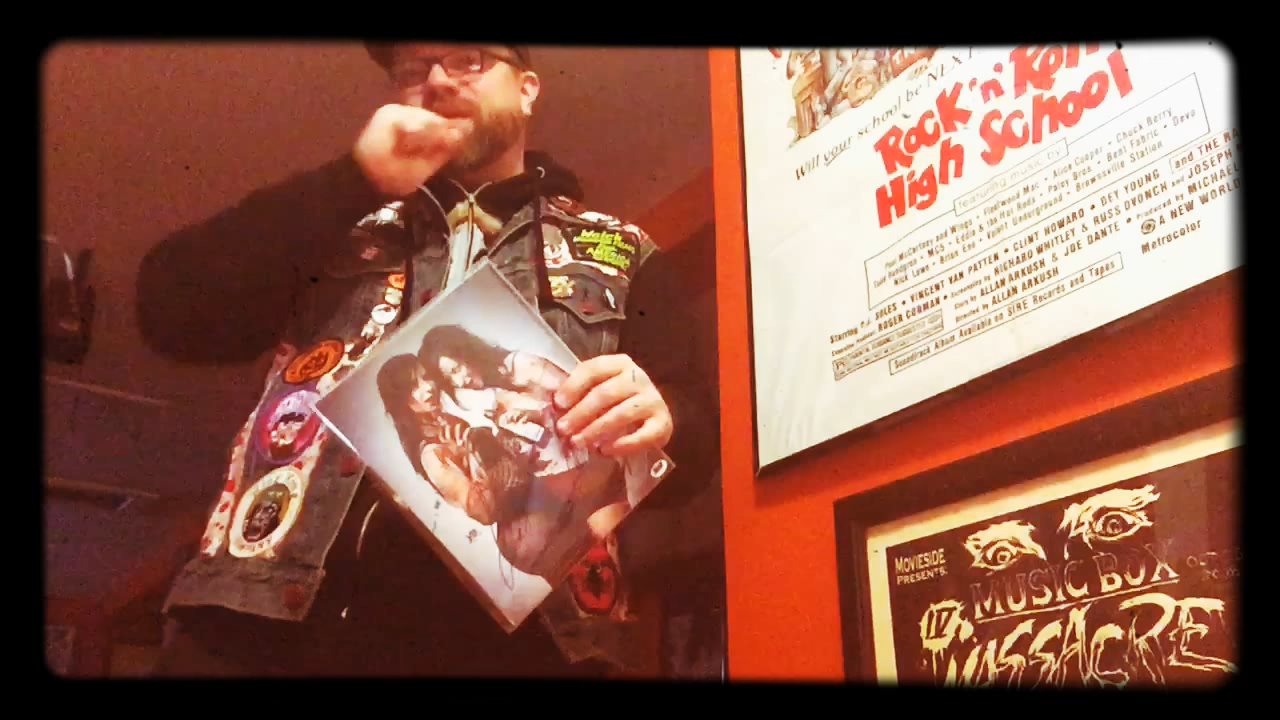 Will your school be NEXT
Rock 'n' Roll
High School
featuring music by
Paul McCartney and Wings • Fleetwood Mac • Alice Cooper • Chuck Berry
Todd Rundgren • MC5 • Eddie & the Hot Rods • Paley Bros. • Bent Fabric • Devo
Nick Lowe • Brian Eno • Velvet Underground • Brownsville Station
Starring P.J. SOLES • VINCENT VAN PATTEN • CLINT HOWARD • DEY YOUNG and THE RA
Executive Producer ROGER CORMAN • Screenplay by RICHARD WHITLEY & RUSS DVONCH and JOSEPH
Story by ALLAN ARKUSH & JOE DANTE • Produced by MICHAEL
Directed by ALLAN ARKUSH
A NEW WORLD
Metrocolor
Soundtrack Album Available on SIRE Records and Tapes
MOVIESIDE
PRESENTS
MUSIC BOX
MASSACRE